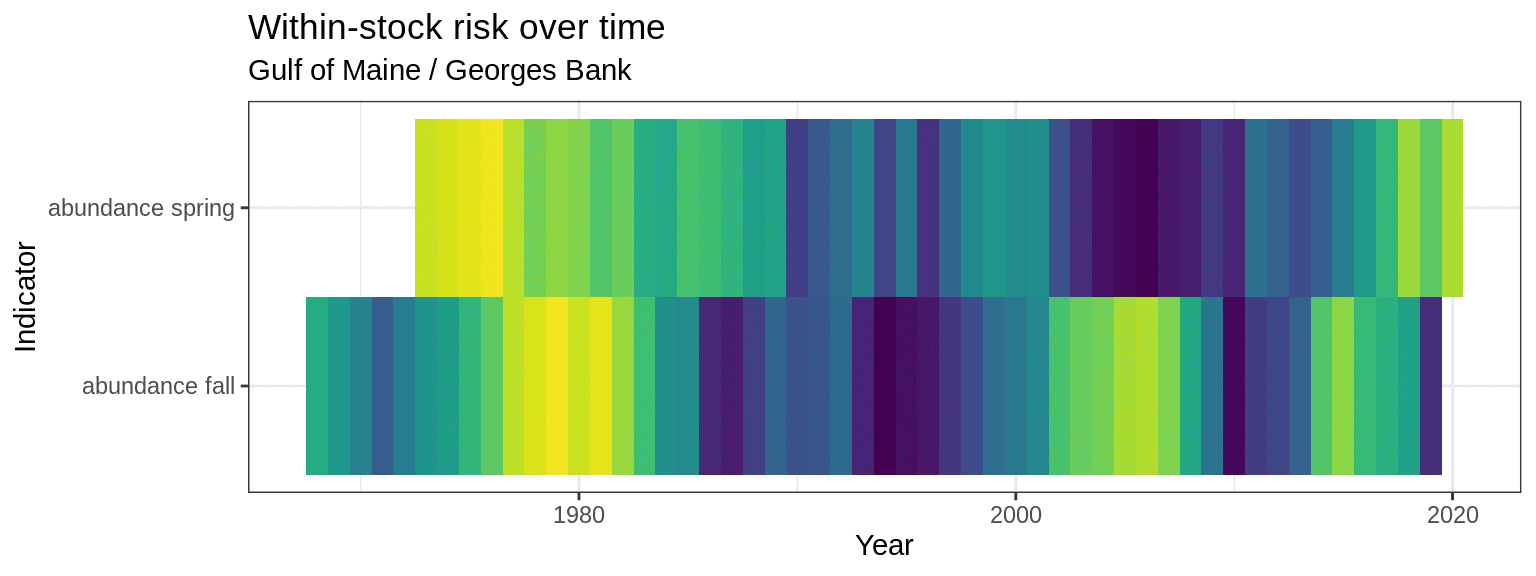 Within-stock risk over time
Gulf of Maine / Georges Bank
Indicator
abundance spring
abundance fall
1980
2000
2020
Year